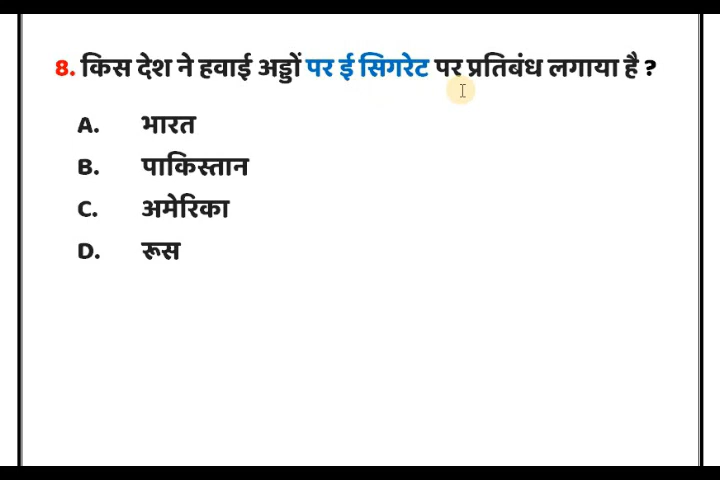 8. किस देश ने हवाई अड्डों पर ई सिगरेट पर प्रतिबंध लगाया है ?
A. भारत
B. पाकिस्तान
C. अमेरिका
D. रूस